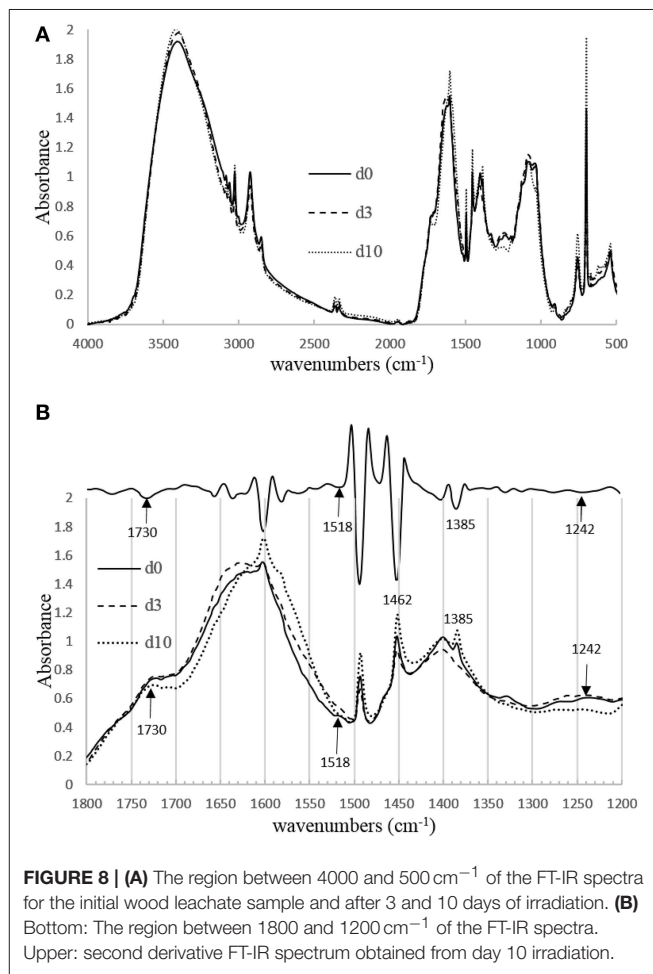 A
Absorbance
2
1.8
1.6
1.4
1.2
1
0.8
0.6
0.4
0.2
0
d0
d3
d10
4000 3500 3000 2500 2000 1500 1000 500
wavenumbers (cm-1)
B
2
1.8
1.6
1.4
1.2
1
0.8
0.6
0.4
0.2
0
Absorbance
1730
1518
1385
1242
d0
d3
d10
1462
1385
1242
1730
1518
1800 1750 1700 1650 1600 1550 1500 1450 1400 1350 1300 1250 1200
wavenumbers (cm-1)
FIGURE 8 | (A) The region between 4000 and 500 cm−1 of the FT-IR spectra
for the initial wood leachate sample and after 3 and 10 days of irradiation. (B)
Bottom: The region between 1800 and 1200 cm−1 of the FT-IR spectra.
Upper: second derivative FT-IR spectrum obtained from day 10 irradiation.